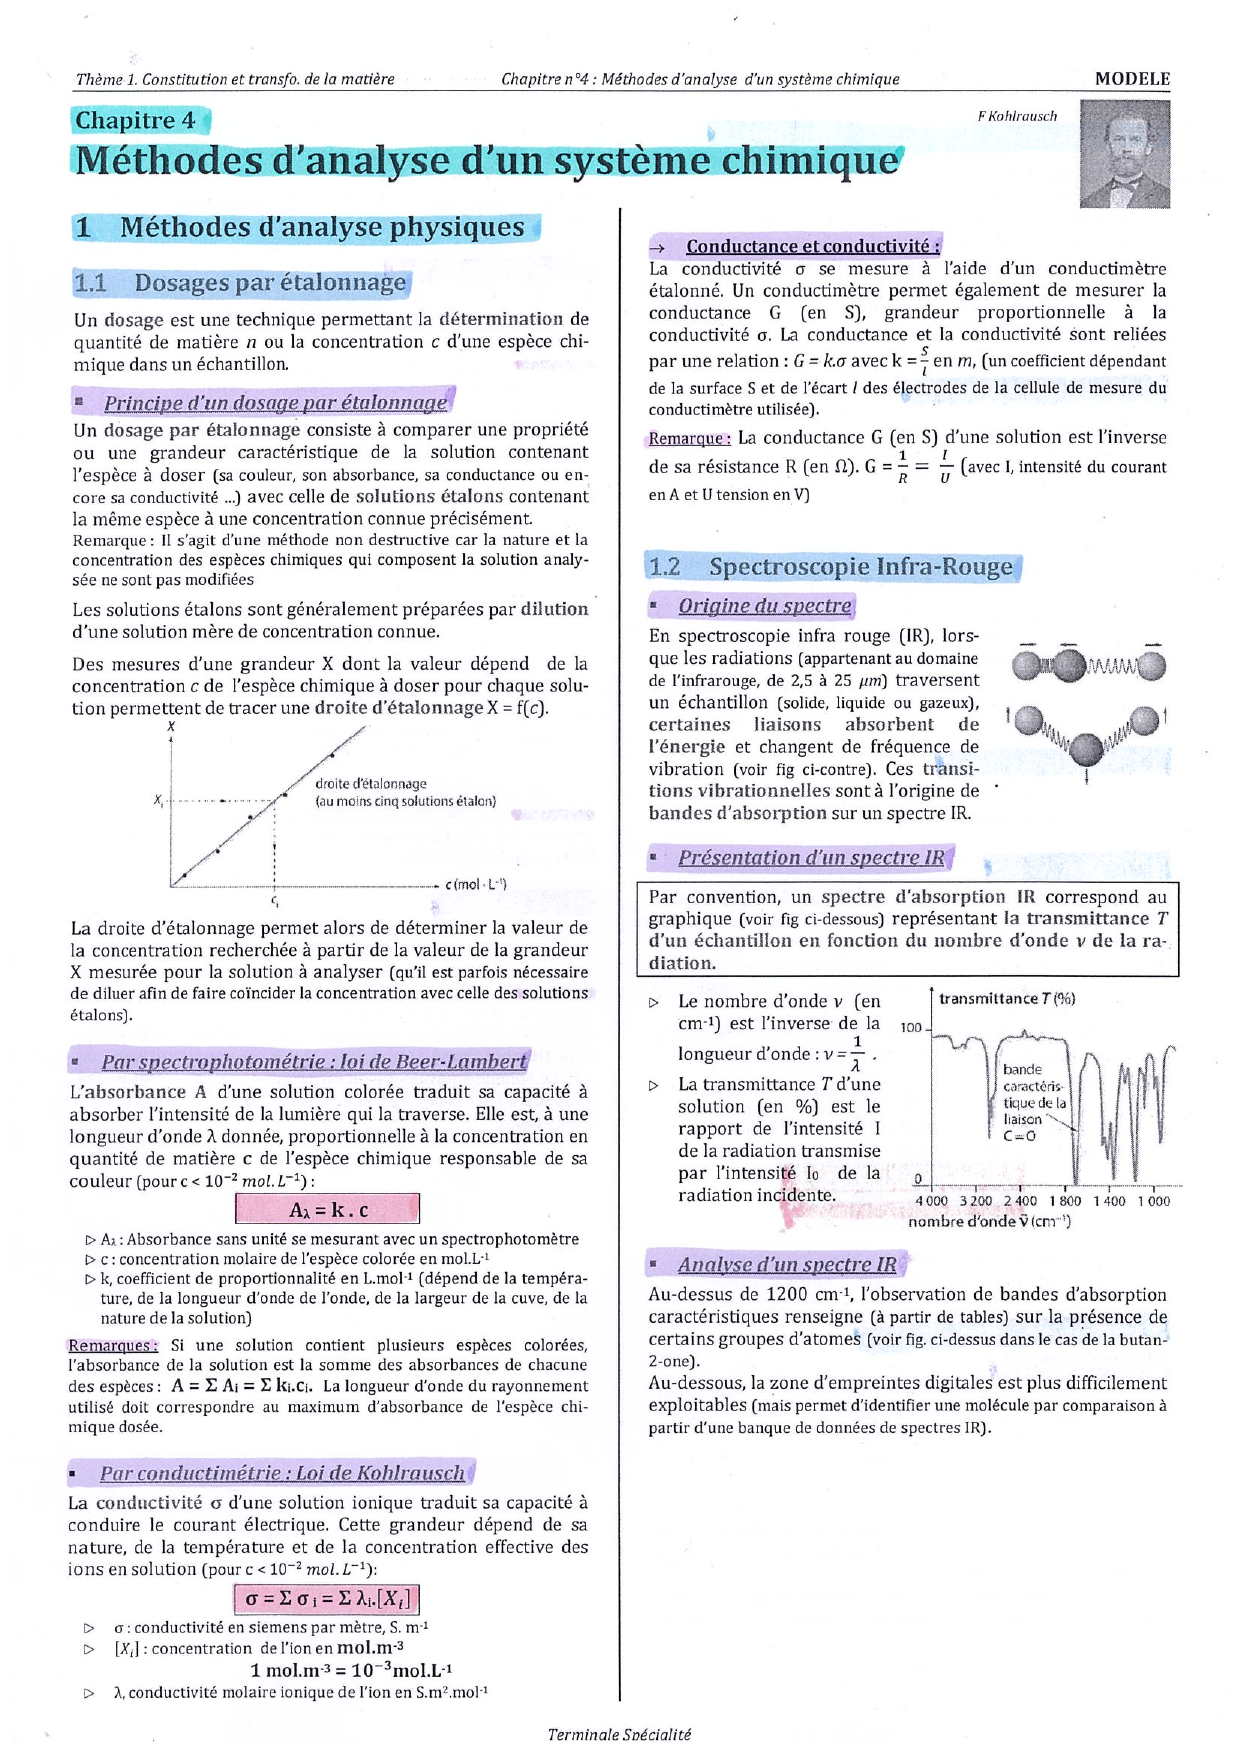 Thème 1. Constitution et transfo. de la matière Chapitre n°4 : Méthodes d'analyse d'un système chimique MODELE
Chapitre 4
F Kohlrausch
Méthodes d'analyse d'un système chimique
1 Méthodes d'analyse physiques
1.1 Dosages par étalonnage
Un dosage est une technique permettant la détermination de
quantité de matière n ou la concentration c d'une espèce chi-
mique dans un échantillon.
▪ Principe d'un dosage par étalonnage
Un dosage par étalonnage consiste à comparer une propriété
ou une grandeur caractéristique de la solution contenant
l'espèce à doser (sa couleur, son absorbance, sa conductance ou en-
core sa conductivité ...) avec celle de solutions étalons contenant
la même espèce à une concentration connue précisément.
Remarque : Il s'agit d'une méthode non destructive car la nature et la
concentration des espèces chimiques qui composent la solution analy-
sée ne sont pas modifiées
Les solutions étalons sont généralement préparées par dilution
d'une solution mère de concentration connue.
Des mesures d'une grandeur X dont la valeur dépend de la
concentration c de l'espèce chimique à doser pour chaque solu-
tion permettent de tracer une droite d'étalonnage X = f(c).
X
droite d'étalonnage
Xᵢ (au moins cinq solutions étalon)
c (mol · L⁻¹)
cᵢ
La droite d'étalonnage permet alors de déterminer la valeur de
la concentration recherchée à partir de la valeur de la grandeur
X mesurée pour la solution à analyser (qu'il est parfois nécessaire
de diluer afin de faire coïncider la concentration avec celle des solutions
étalons).
▪ Par spectrophotométrie : loi de Beer-Lambert
L'absorbance A d'une solution colorée traduit sa capacité à
absorber l'intensité de la lumière qui la traverse. Elle est, à une
longueur d'onde λ donnée, proportionnelle à la concentration en
quantité de matière c de l'espèce chimique responsable de sa
couleur (pour c < 10⁻² mol. L⁻¹) :
Aλ = k . c
▷ Aλ : Absorbance sans unité se mesurant avec un spectrophotomètre
▷ c : concentration molaire de l'espèce colorée en mol.L⁻¹
▷ k, coefficient de proportionnalité en L.mol⁻¹ (dépend de la tempéra-
ture, de la longueur d'onde de l'onde, de la largeur de la cuve, de la
nature de la solution)
Remarques : Si une solution contient plusieurs espèces colorées,
l'absorbance de la solution est la somme des absorbances de chacune
des espèces : A = Σ Aᵢ = Σ kᵢ.cᵢ. La longueur d'onde du rayonnement
utilisé doit correspondre au maximum d'absorbance de l'espèce chi-
mique dosée.
▪ Par conductimétrie : Loi de Kohlrausch
La conductivité σ d'une solution ionique traduit sa capacité à
conduire le courant électrique. Cette grandeur dépend de sa
nature, de la température et de la concentration effective des
ions en solution (pour c < 10⁻² mol. L⁻¹):
σ = Σ σ ᵢ = Σ λᵢ.[Xᵢ]
▷ σ : conductivité en siemens par mètre, S. m⁻¹
▷ [Xᵢ] : concentration de l'ion en mol.m⁻³
1 mol.m⁻³ = 10⁻³mol.L⁻¹
▷ λ, conductivité molaire ionique de l'ion en S.m².mol⁻¹
→ Conductance et conductivité :
La conductivité σ se mesure à l'aide d'un conductimètre
étalonné. Un conductimètre permet également de mesurer la
conductance G (en S), grandeur proportionnelle à la
conductivité σ. La conductance et la conductivité sont reliées
par une relation : G = k.σ avec k = S/l en m, (un coefficient dépendant
de la surface S et de l'écart l des électrodes de la cellule de mesure du
conductimètre utilisée).
Remarque : La conductance G (en S) d'une solution est l'inverse
de sa résistance R (en Ω). G = 1/R = I/U (avec I, intensité du courant
en A et U tension en V)
1.2 Spectroscopie Infra-Rouge
▪ Origine du spectre
En spectroscopie infra rouge (IR), lors-
que les radiations (appartenant au domaine
de l'infrarouge, de 2,5 à 25 μm) traversent
un échantillon (solide, liquide ou gazeux),
certaines liaisons absorbent de
l'énergie et changent de fréquence de
vibration (voir fig ci-contre). Ces transi-
tions vibrationnelles sont à l'origine de
bandes d'absorption sur un spectre IR.
▪ Présentation d'un spectre IR
Par convention, un spectre d'absorption IR correspond au
graphique (voir fig ci-dessous) représentant la transmittance T
d'un échantillon en fonction du nombre d'onde ν de la ra-
diation.
▷ Le nombre d'onde ν (en
cm⁻¹) est l'inverse de la
longueur d'onde : ν = 1/λ .
▷ La transmittance T d'une
solution (en %) est le
rapport de l'intensité I
de la radiation transmise
par l'intensité I₀ de la
radiation incidente.
transmittance T (%)
100
bande
caractéris-
tique de la
liaison
C=O
0
4 000 3 200 2 400 1 800 1 400 1 000
nombre d'onde ν̄ (cm⁻¹)
▪ Analyse d'un spectre IR
Au-dessus de 1200 cm⁻¹, l'observation de bandes d'absorption
caractéristiques renseigne (à partir de tables) sur la présence de
certains groupes d'atomes (voir fig. ci-dessus dans le cas de la butan-
2-one).
Au-dessous, la zone d'empreintes digitales est plus difficilement
exploitables (mais permet d'identifier une molécule par comparaison à
partir d'une banque de données de spectres IR).
Terminale Spécialité